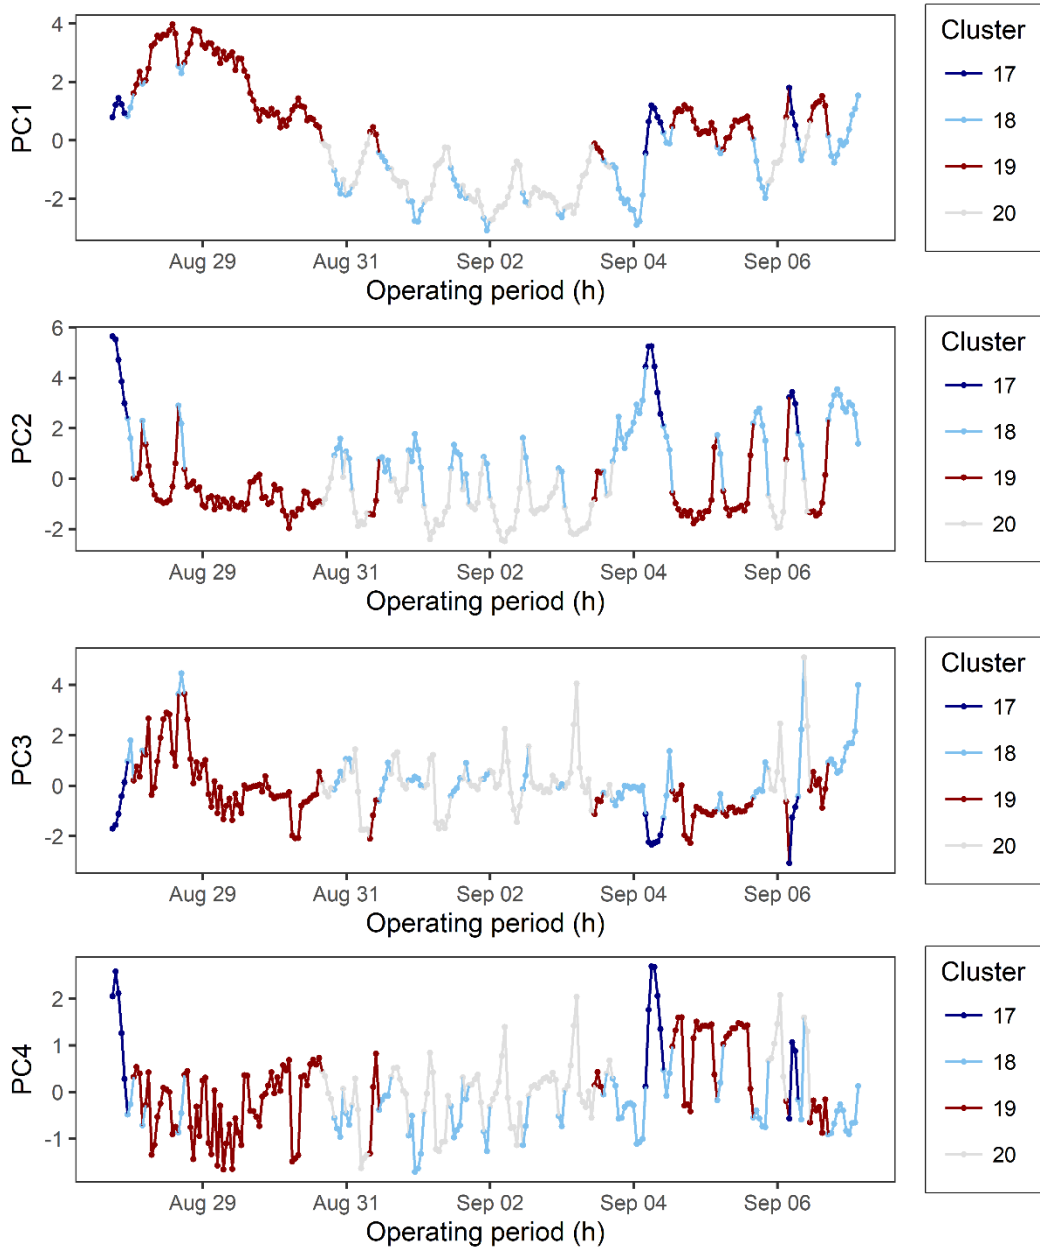 PC1
4
2
0
-2
Aug 29
Aug 31
Sep 02
Sep 04
Sep 06
Operating period (h)
Cluster
17
18
19
20
PC2
6
4
2
0
-2
Aug 29
Aug 31
Sep 02
Sep 04
Sep 06
Operating period (h)
Cluster
17
18
19
20
PC3
4
2
0
-2
Aug 29
Aug 31
Sep 02
Sep 04
Sep 06
Operating period (h)
Cluster
17
18
19
20
PC4
2
1
0
-1
Aug 29
Aug 31
Sep 02
Sep 04
Sep 06
Operating period (h)
Cluster
17
18
19
20